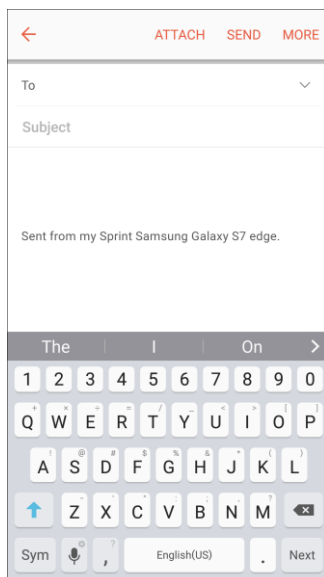 ATTACH SEND MORE
To
Subject
Sent from my Sprint Samsung Galaxy S7 edge.
The I On
1 2 3 4 5 6 7 8 9 0
Q W E R T Y U I O P
A S D F G H J K L
Z X C V B N M
Sym , English(US) . Next